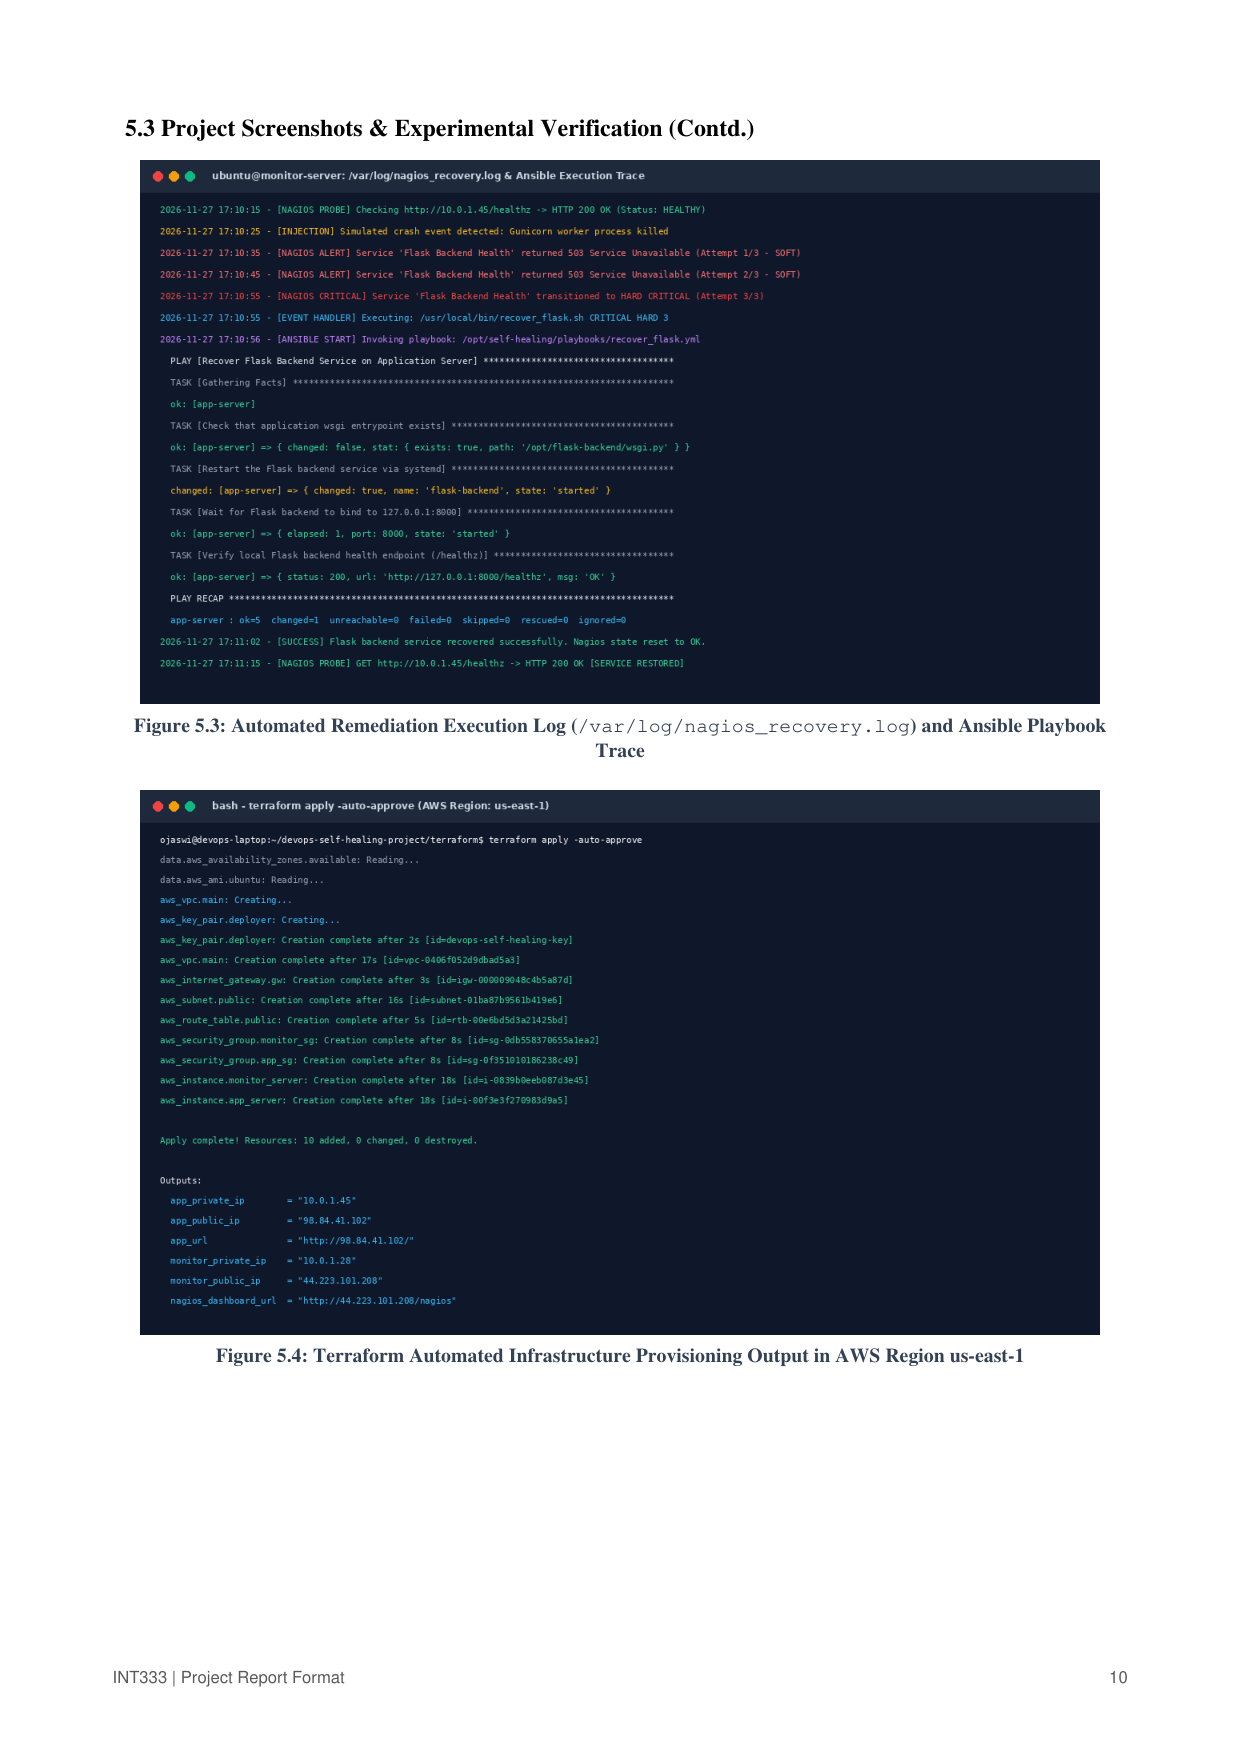 5.3 Project Screenshots & Experimental Verification (Contd.)
ubuntu@monitor-server: /var/log/nagios_recovery.log & Ansible Execution Trace
2026-11-27 17:10:15 - [NAGIOS PROBE] Checking http://10.0.1.45/healthz -> HTTP 200 OK (Status: HEALTHY)
2026-11-27 17:10:25 - [INJECTION] Simulated crash event detected: Gunicorn worker process killed
2026-11-27 17:10:35 - [NAGIOS ALERT] Service 'Flask Backend Health' returned 503 Service Unavailable (Attempt 1/3 - SOFT)
2026-11-27 17:10:45 - [NAGIOS ALERT] Service 'Flask Backend Health' returned 503 Service Unavailable (Attempt 2/3 - SOFT)
2026-11-27 17:10:55 - [NAGIOS CRITICAL] Service 'Flask Backend Health' transitioned to HARD CRITICAL (Attempt 3/3)
2026-11-27 17:10:55 - [EVENT HANDLER] Executing: /usr/local/bin/recover_flask.sh CRITICAL HARD 3
2026-11-27 17:10:56 - [ANSIBLE START] Invoking playbook: /opt/self-healing/playbooks/recover_flask.yml
PLAY [Recover Flask Backend Service on Application Server] ************************************
TASK [Gathering Facts] ************************************************************************
ok: [app-server]
TASK [Check that application wsgi entrypoint exists] ******************************************
ok: [app-server] => { changed: false, stat: { exists: true, path: '/opt/flask-backend/wsgi.py' } }
TASK [Restart the Flask backend service via systemd] ******************************************
changed: [app-server] => { changed: true, name: 'flask-backend', state: 'started' }
TASK [Wait for Flask backend to bind to 127.0.0.1:8000] ***************************************
ok: [app-server] => { elapsed: 1, port: 8000, state: 'started' }
TASK [Verify local Flask backend health endpoint (/healthz)] **********************************
ok: [app-server] => { status: 200, url: 'http://127.0.0.1:8000/healthz', msg: 'OK' }
PLAY RECAP ************************************************************************************
app-server : ok=5  changed=1  unreachable=0  failed=0  skipped=0  rescued=0  ignored=0
2026-11-27 17:11:02 - [SUCCESS] Flask backend service recovered successfully. Nagios state reset to OK.
2026-11-27 17:11:15 - [NAGIOS PROBE] GET http://10.0.1.45/healthz -> HTTP 200 OK [SERVICE RESTORED]
Figure 5.3: Automated Remediation Execution Log (/var/log/nagios_recovery.log) and Ansible Playbook
Trace
bash - terraform apply -auto-approve (AWS Region: us-east-1)
ojaswi@devops-laptop:~/devops-self-healing-project/terraform$ terraform apply -auto-approve
data.aws_availability_zones.available: Reading...
data.aws_ami.ubuntu: Reading...
aws_vpc.main: Creating...
aws_key_pair.deployer: Creating...
aws_key_pair.deployer: Creation complete after 2s [id=devops-self-healing-key]
aws_vpc.main: Creation complete after 17s [id=vpc-0406f052d9dbad5a3]
aws_internet_gateway.gw: Creation complete after 3s [id=igw-000009048c4b5a87d]
aws_subnet.public: Creation complete after 16s [id=subnet-01ba87b9561b419e6]
aws_route_table.public: Creation complete after 5s [id=rtb-00e6bd5d3a21425bd]
aws_security_group.monitor_sg: Creation complete after 8s [id=sg-0db558370655a1ea2]
aws_security_group.app_sg: Creation complete after 8s [id=sg-0f351010186238c49]
aws_instance.monitor_server: Creation complete after 18s [id=i-0839b0eeb087d3e45]
aws_instance.app_server: Creation complete after 18s [id=i-00f3e3f270983d9a5]
Apply complete! Resources: 10 added, 0 changed, 0 destroyed.
Outputs:
app_private_ip        = "10.0.1.45"
app_public_ip         = "98.84.41.102"
app_url               = "http://98.84.41.102/"
monitor_private_ip    = "10.0.1.28"
monitor_public_ip     = "44.223.101.208"
nagios_dashboard_url  = "http://44.223.101.208/nagios"
Figure 5.4: Terraform Automated Infrastructure Provisioning Output in AWS Region us-east-1
INT333 | Project Report Format
10